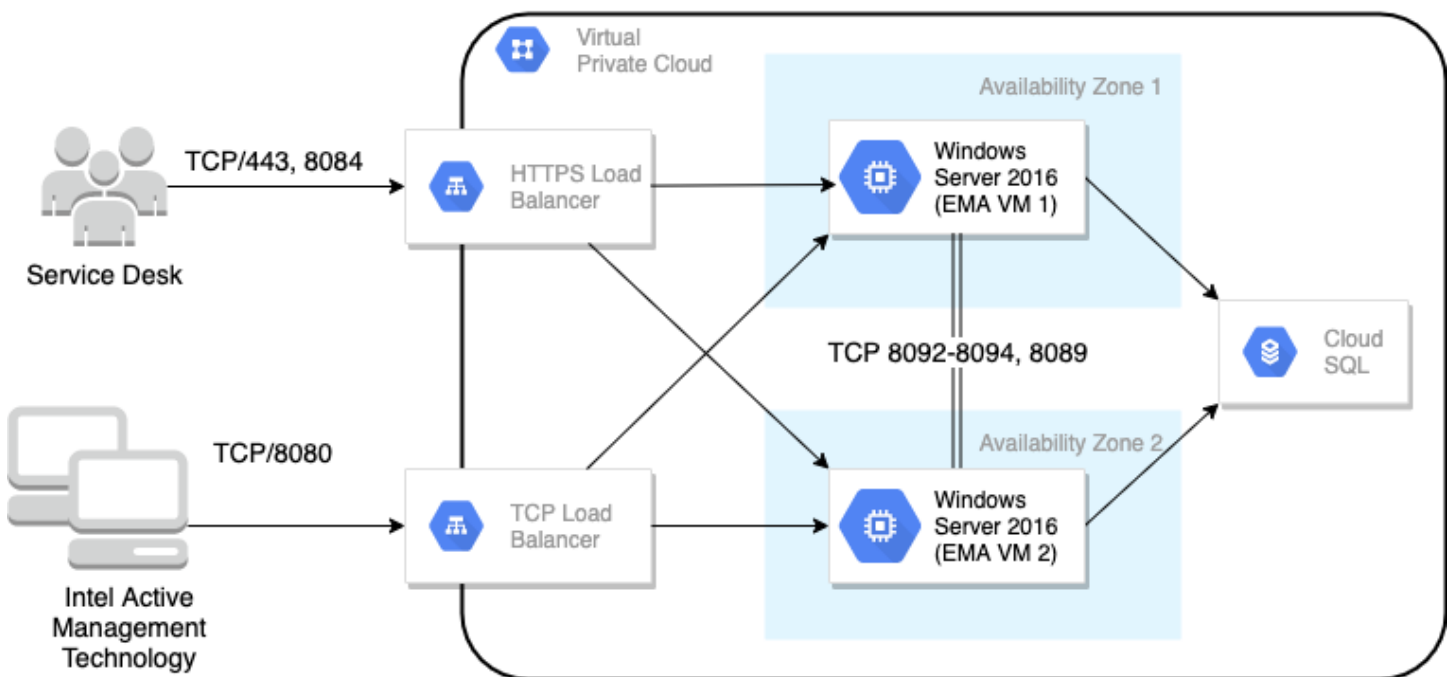 Virtual
Private Cloud
Availability Zone 1
TCP/443, 8084
HTTPS Load
Balancer
Windows
Server 2016
(EMA VM 1)
Service Desk
TCP 8092-8094, 8089
Cloud
SQL
TCP/8080
Availability Zone 2
TCP Load
Balancer
Windows
Server 2016
(EMA VM 2)
Intel Active
Management
Technology